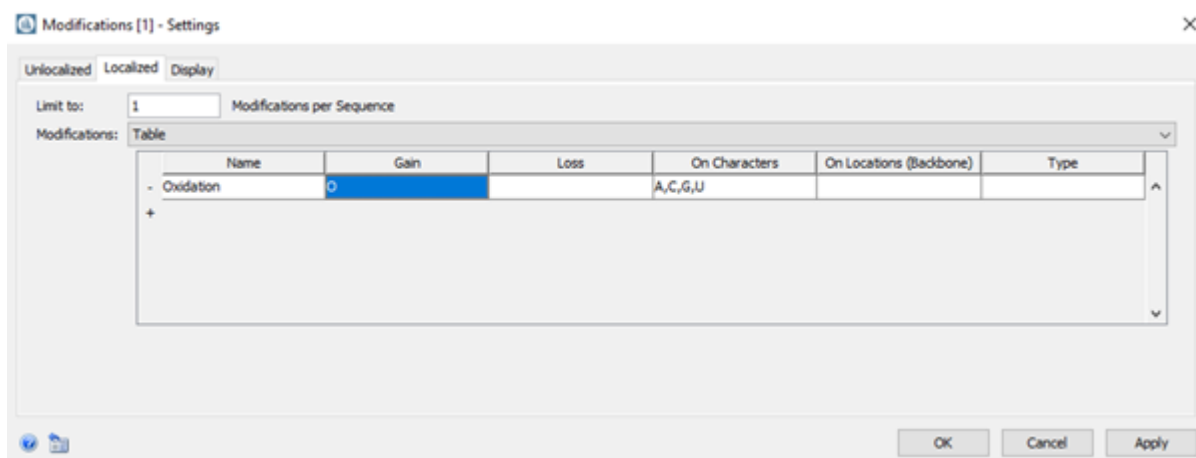 Modifications [1] - Settings
Unlocalized Localized Display
Limit to: 1 Modifications per Sequence
Modifications: Table
Name Gain Loss On Characters On Locations (Backbone) Type
- Oxidation O A,C,G,U
+
OK Cancel Apply